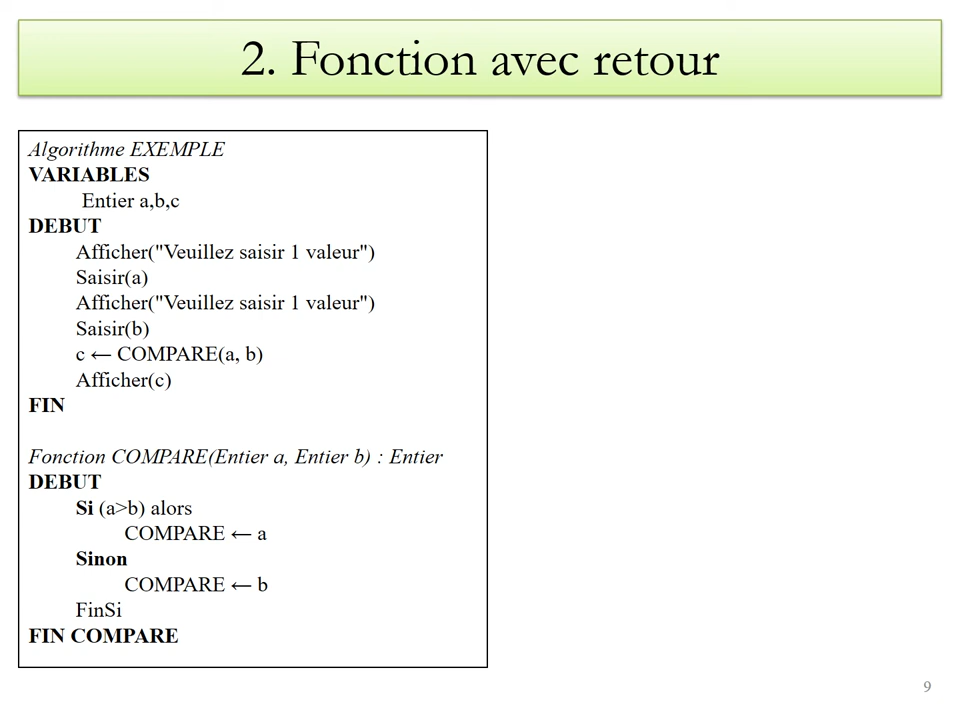 2. Fonction avec retour
Algorithme EXEMPLE
VARIABLES
Entier a,b,c
DEBUT
Afficher("Veuillez saisir 1 valeur")
Saisir(a)
Afficher("Veuillez saisir 1 valeur")
Saisir(b)
c ← COMPARE(a, b)
Afficher(c)
FIN
Fonction COMPARE(Entier a, Entier b) : Entier
DEBUT
Si (a>b) alors
COMPARE ← a
Sinon
COMPARE ← b
FinSi
FIN COMPARE
9